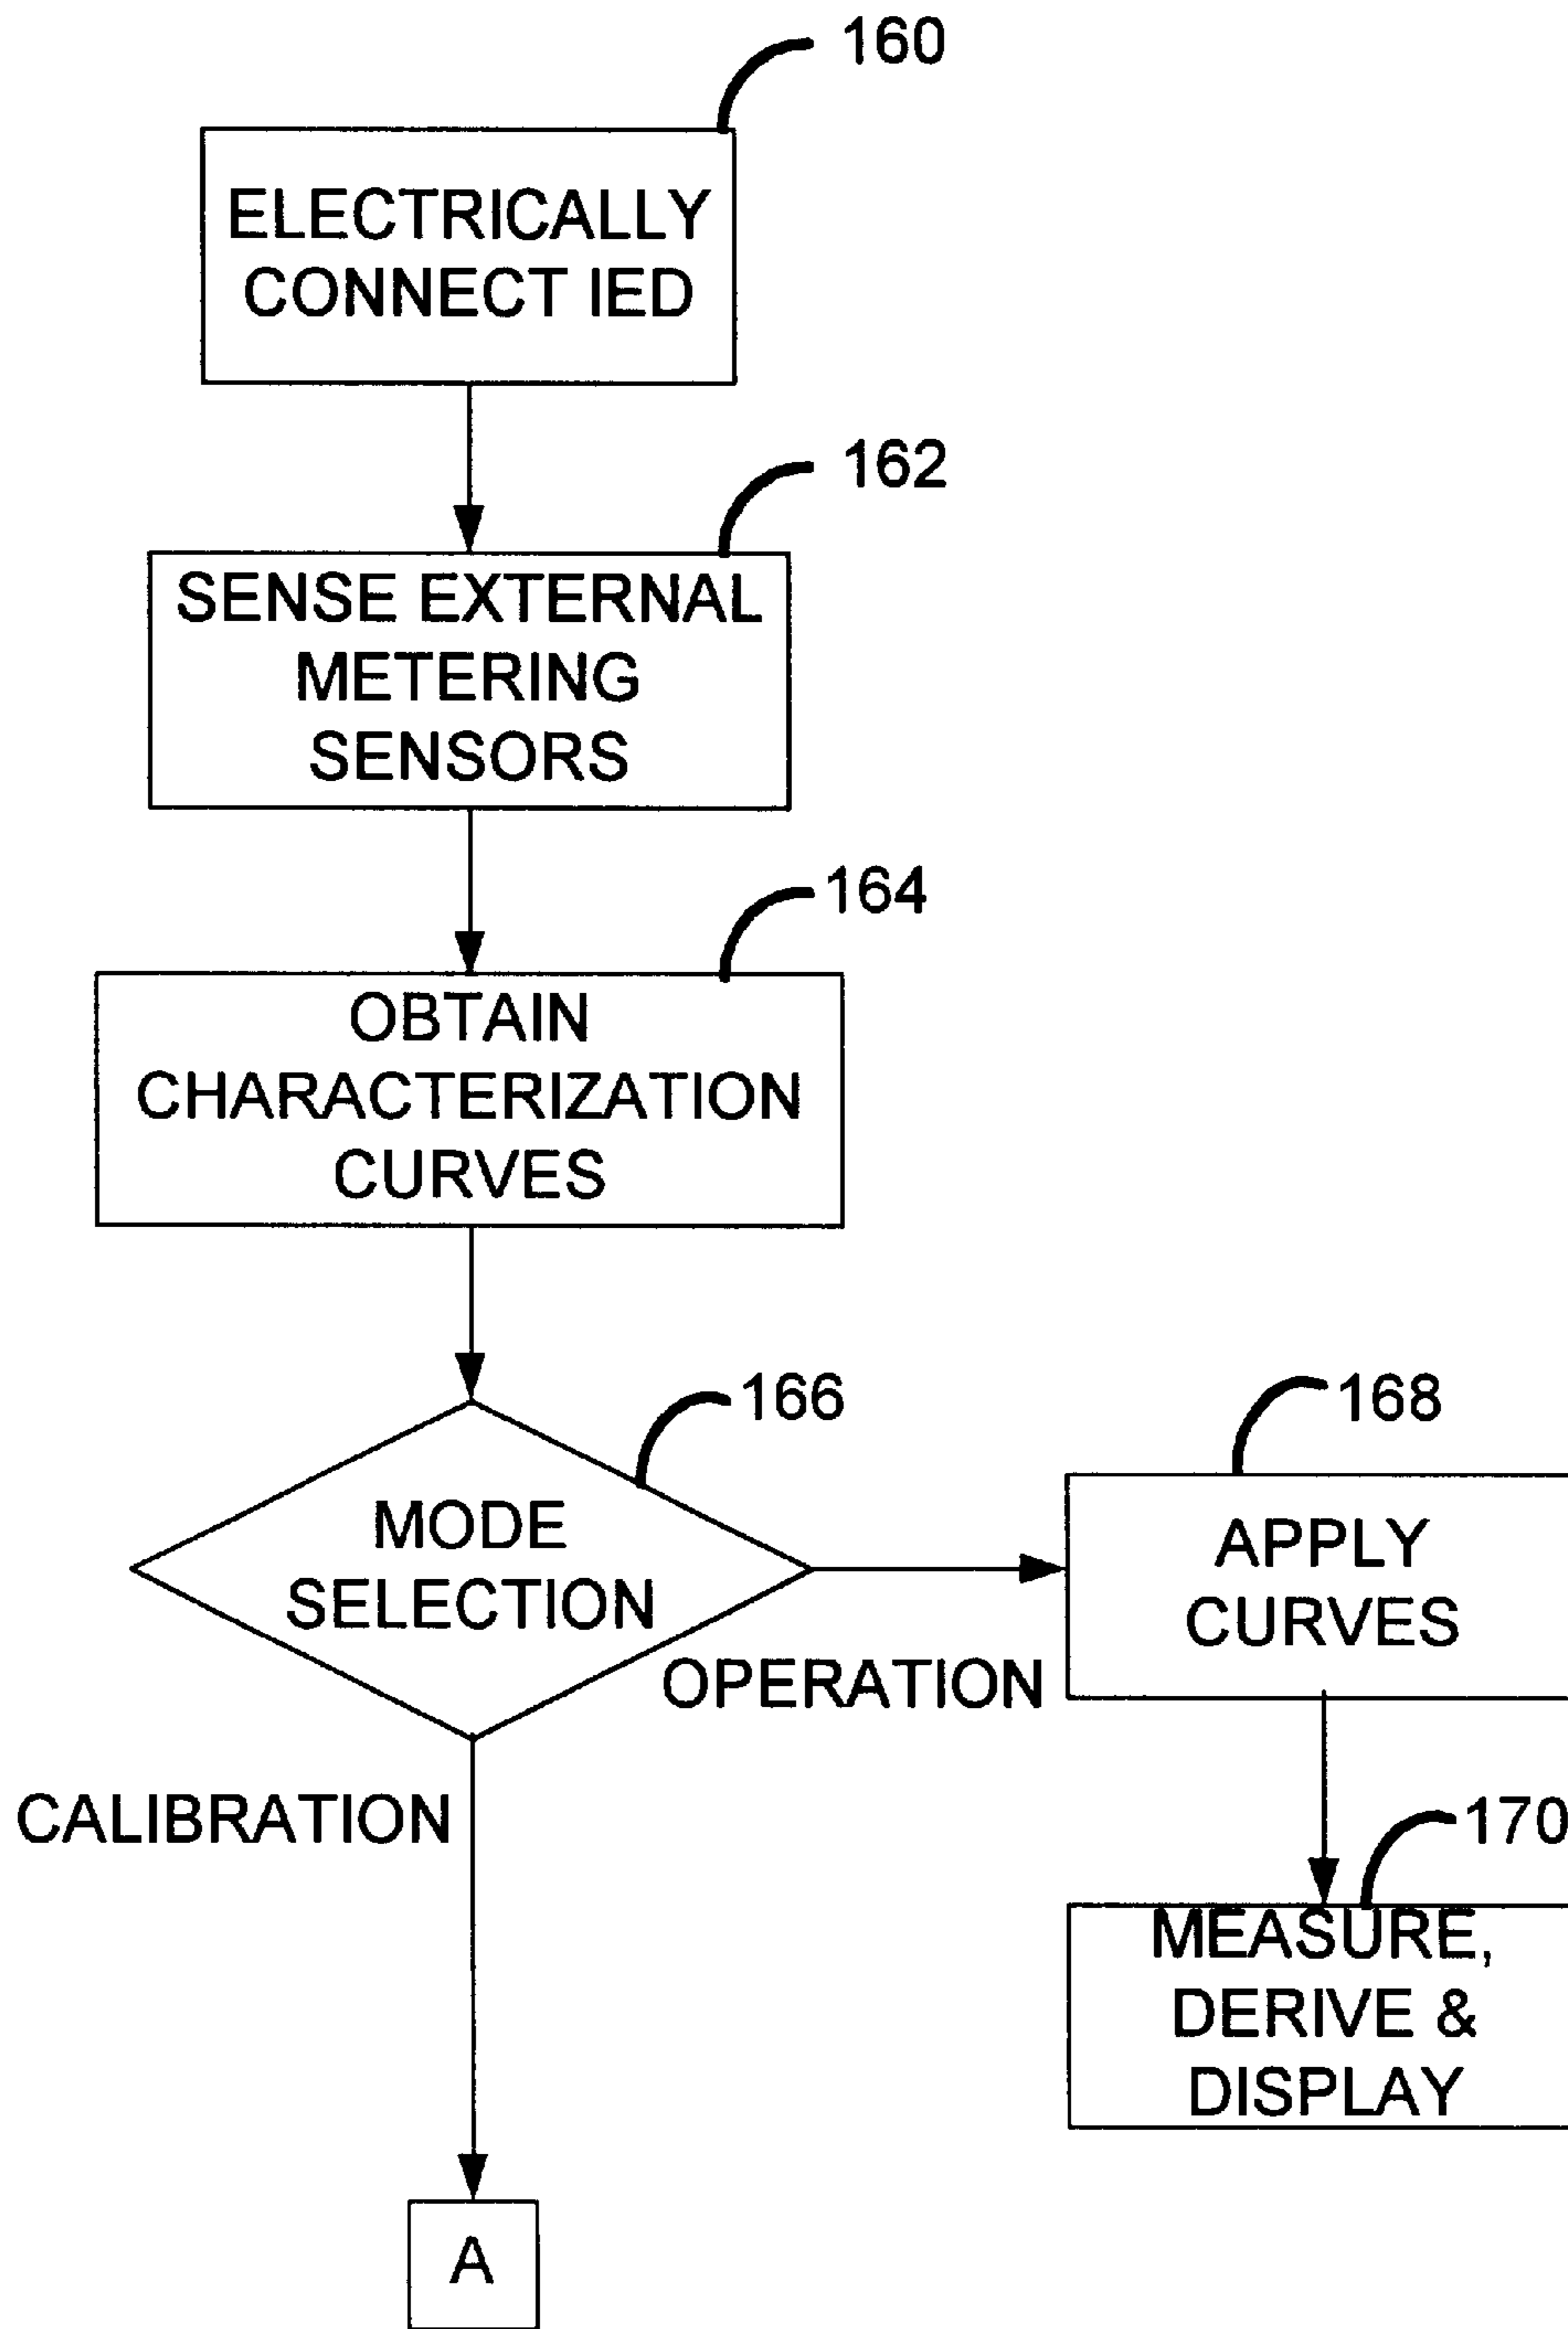 160
ELECTRICALLY
CONNECT IED
162
SENSE EXTERNAL
METERING
SENSORS
164
OBTAIN
CHARACTERIZATION
CURVES
166
MODE
SELECTION
168
APPLY
CURVES
OPERATION
CALIBRATION
170
MEASURE,
DERIVE &
DISPLAY
A